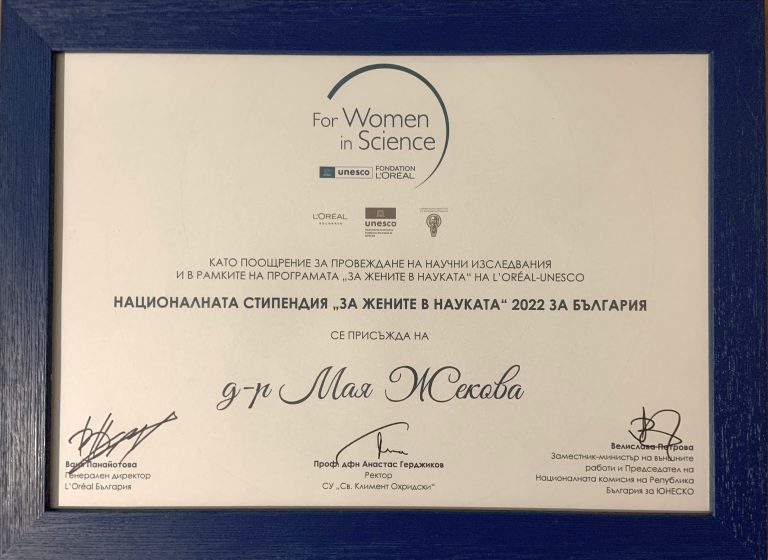 For Women
in Science
unesco
FONDATION
L'ORÉAL
L'ORÉAL
unesco
КАТО ПООЩРЕНИЕ ЗА ПРОВЕЖДАНЕ НА НАУЧНИ ИЗСЛЕДВАНИЯ
И В РАМКИТЕ НА ПРОГРАМАТА „ЗА ЖЕНИТЕ В НАУКАТА“ НА L'ORÉAL-UNESCO
НАЦИОНАЛНАТА СТИПЕНДИЯ „ЗА ЖЕНИТЕ В НАУКАТА“ 2022 ЗА БЪЛГАРИЯ
СЕ ПРИСЪЖДА НА
д-р Мая Жекова
Ваня Панайотова
Генерален директор
L'Oréal България
Проф. дфн Анастас Герджиков
Ректор
СУ „Св. Климент Охридски“
Велислава Петрова
Заместник-министър на външните
работи и Председател на
Националната комисия на Република
България за ЮНЕСКО